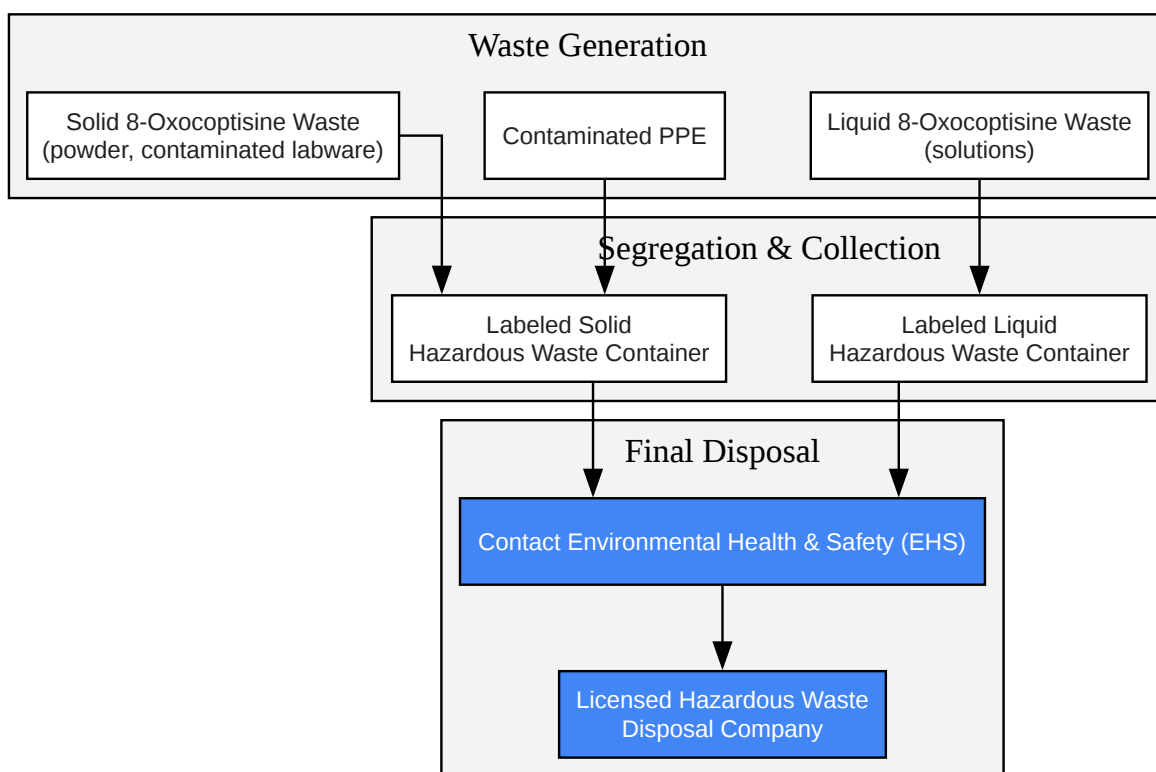 Waste Generation
Solid 8-Oxocoptisine Waste
(powder, contaminated labware)
Contaminated PPE
Liquid 8-Oxocoptisine Waste
(solutions)
Segregation & Collection
Labeled Solid
Hazardous Waste Container
Labeled Liquid
Hazardous Waste Container
Final Disposal
Contact Environmental Health & Safety (EHS)
Licensed Hazardous Waste
Disposal Company